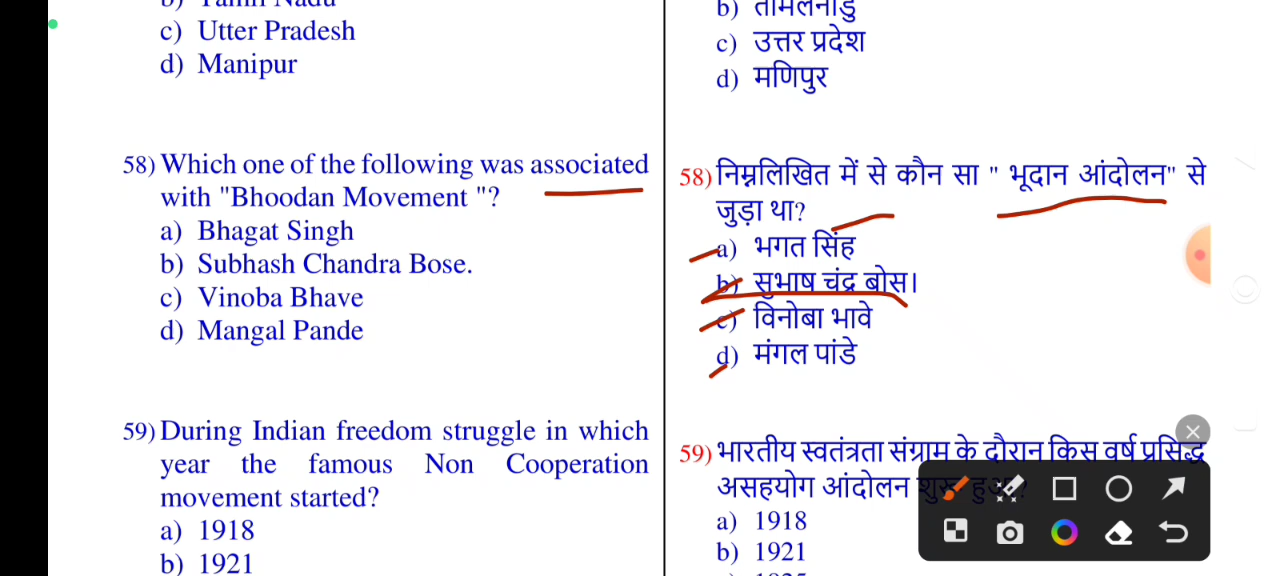 b) Tamil Nadu
c) Utter Pradesh
d) Manipur
58) Which one of the following was associated
with "Bhoodan Movement "?
a) Bhagat Singh
b) Subhash Chandra Bose.
c) Vinoba Bhave
d) Mangal Pande
59) During Indian freedom struggle in which
year the famous Non Cooperation
movement started?
a) 1918
b) 1921
b) तामिलनाडु
c) उत्तर प्रदेश
d) मणिपुर
58) निम्नलिखित में से कौन सा " भूदान आंदोलन" से
जुड़ा था?
a) भगत सिंह
b) सुभाष चंद्र बोस।
c) विनोबा भावे
d) मंगल पांडे
59) भारतीय स्वतंत्रता संग्राम के दौरान किस वर्ष प्रसिद्ध
असहयोग आंदोलन शुरू हुआ?
a) 1918
b) 1921